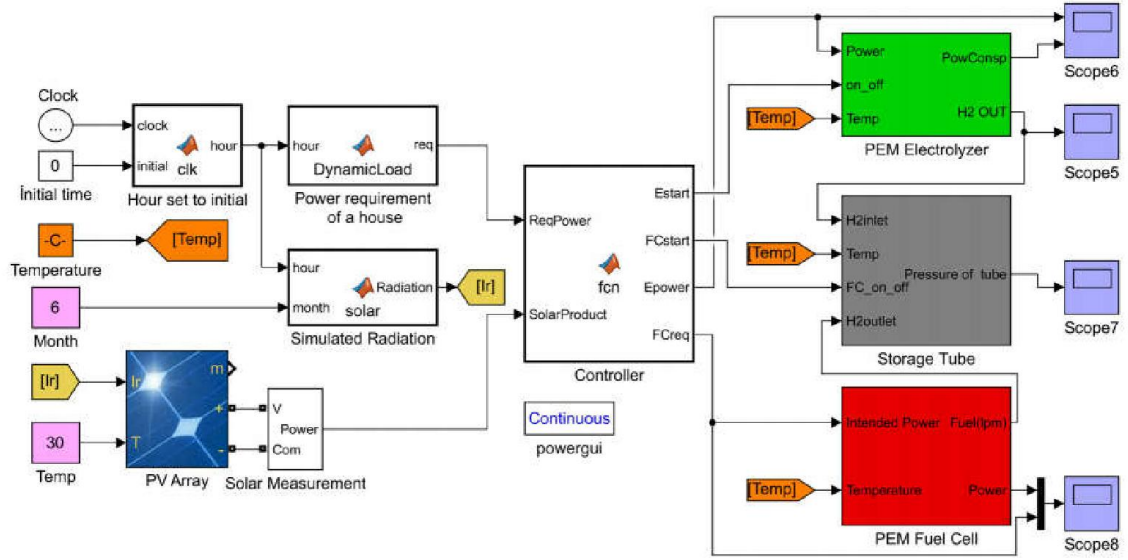 Clock
...
0
İnitial time
clock
initial
hour
clk
Hour set to initial
hour
req
DynamicLoad
Power requirement
of a house
-C-
[Temp]
Temperature
6
Month
hour
month
Radiation
solar
Simulated Radiation
[Ir]
[Ir]
30
Temp
Ir
T
m
+
-
PV Array
V
Power
Com
Solar Measurement
ReqPower
SolarProduct
fcn
Estart
FCstart
Epower
FCreq
Controller
Continuous
powergui
Power
on_off
Temp
PowConsp
H2 OUT
PEM Electrolyzer
[Temp]
Scope6
Scope5
H2inlet
Temp
FC_on_off
H2outlet
Pressure of tube
Storage Tube
[Temp]
Scope7
Intended Power
Fuel(lpm)
Temperature
Power
PEM Fuel Cell
[Temp]
Scope8